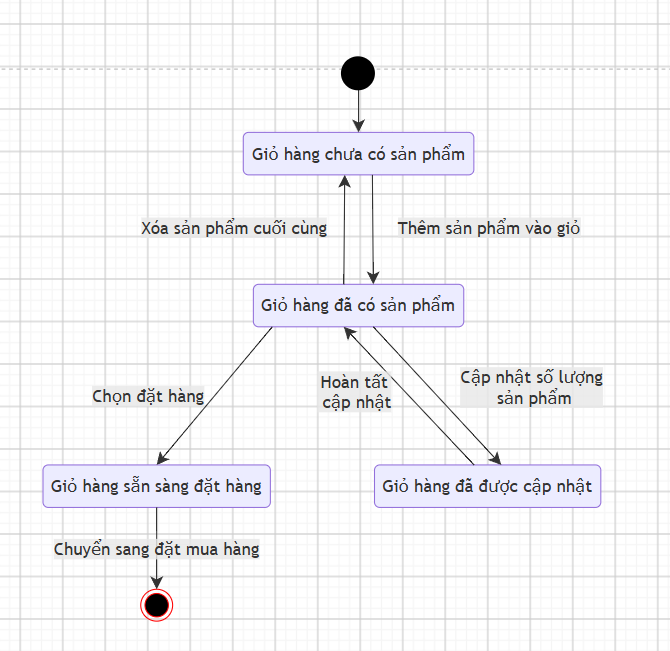 Giỏ hàng chưa có sản phẩm
Xóa sản phẩm cuối cùng
Thêm sản phẩm vào giỏ
Giỏ hàng đã có sản phẩm
Chọn đặt hàng
Hoàn tất
cập nhật
Cập nhật số lượng
sản phẩm
Giỏ hàng sẵn sàng đặt hàng
Giỏ hàng đã được cập nhật
Chuyển sang đặt mua hàng